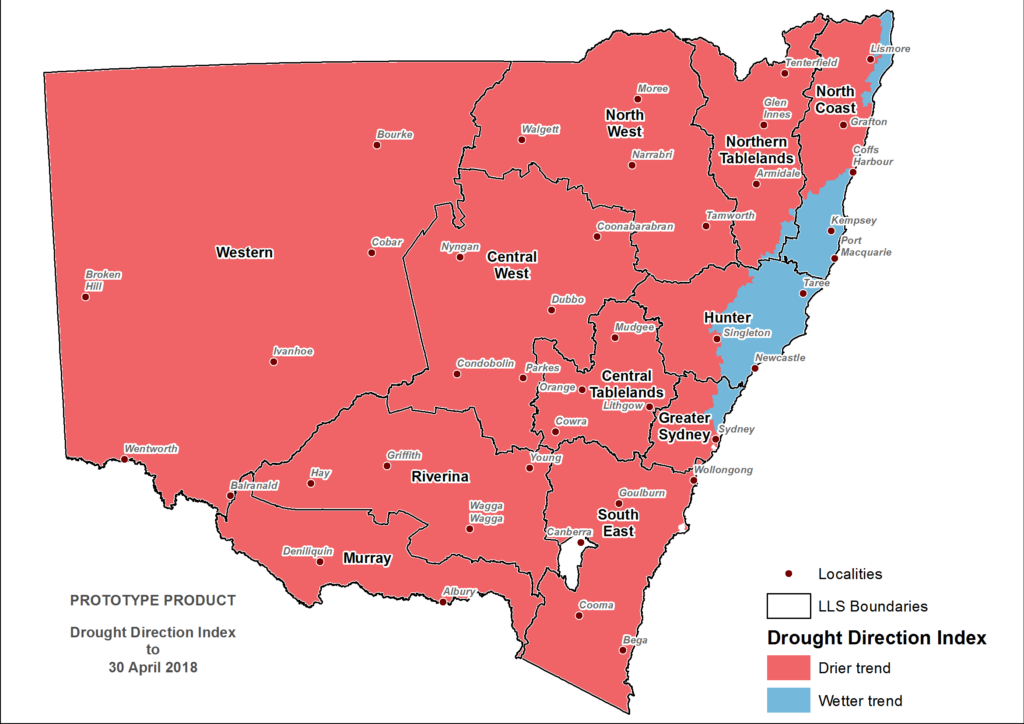 Lismore
Tenterfield
Moree
North
Coast
North
West
Glen
Innes
Grafton
Walgett
Bourke
Northern
Tablelands
Narrabri
Coffs
Harbour
Armidale
Tamworth
Coonabarabran
Kempsey
Port
Macquarie
Cobar
Nyngan
Western
Central
West
Broken
Hill
Taree
Dubbo
Hunter
Mudgee
Singleton
Ivanhoe
Newcastle
Condobolin
Parkes
Central
Tablelands
Orange
Lithgow
Greater
Sydney
Cowra
Sydney
Wentworth
Griffith
Young
Wollongong
Hay
Riverina
Balranald
Goulburn
Wagga
Wagga
South
East
Canberra
Deniliquin
Murray
Albury
Cooma
Bega
PROTOTYPE PRODUCT
Drought Direction Index
to
30 April 2018
Localities
LLS Boundaries
Drought Direction Index
Drier trend
Wetter trend